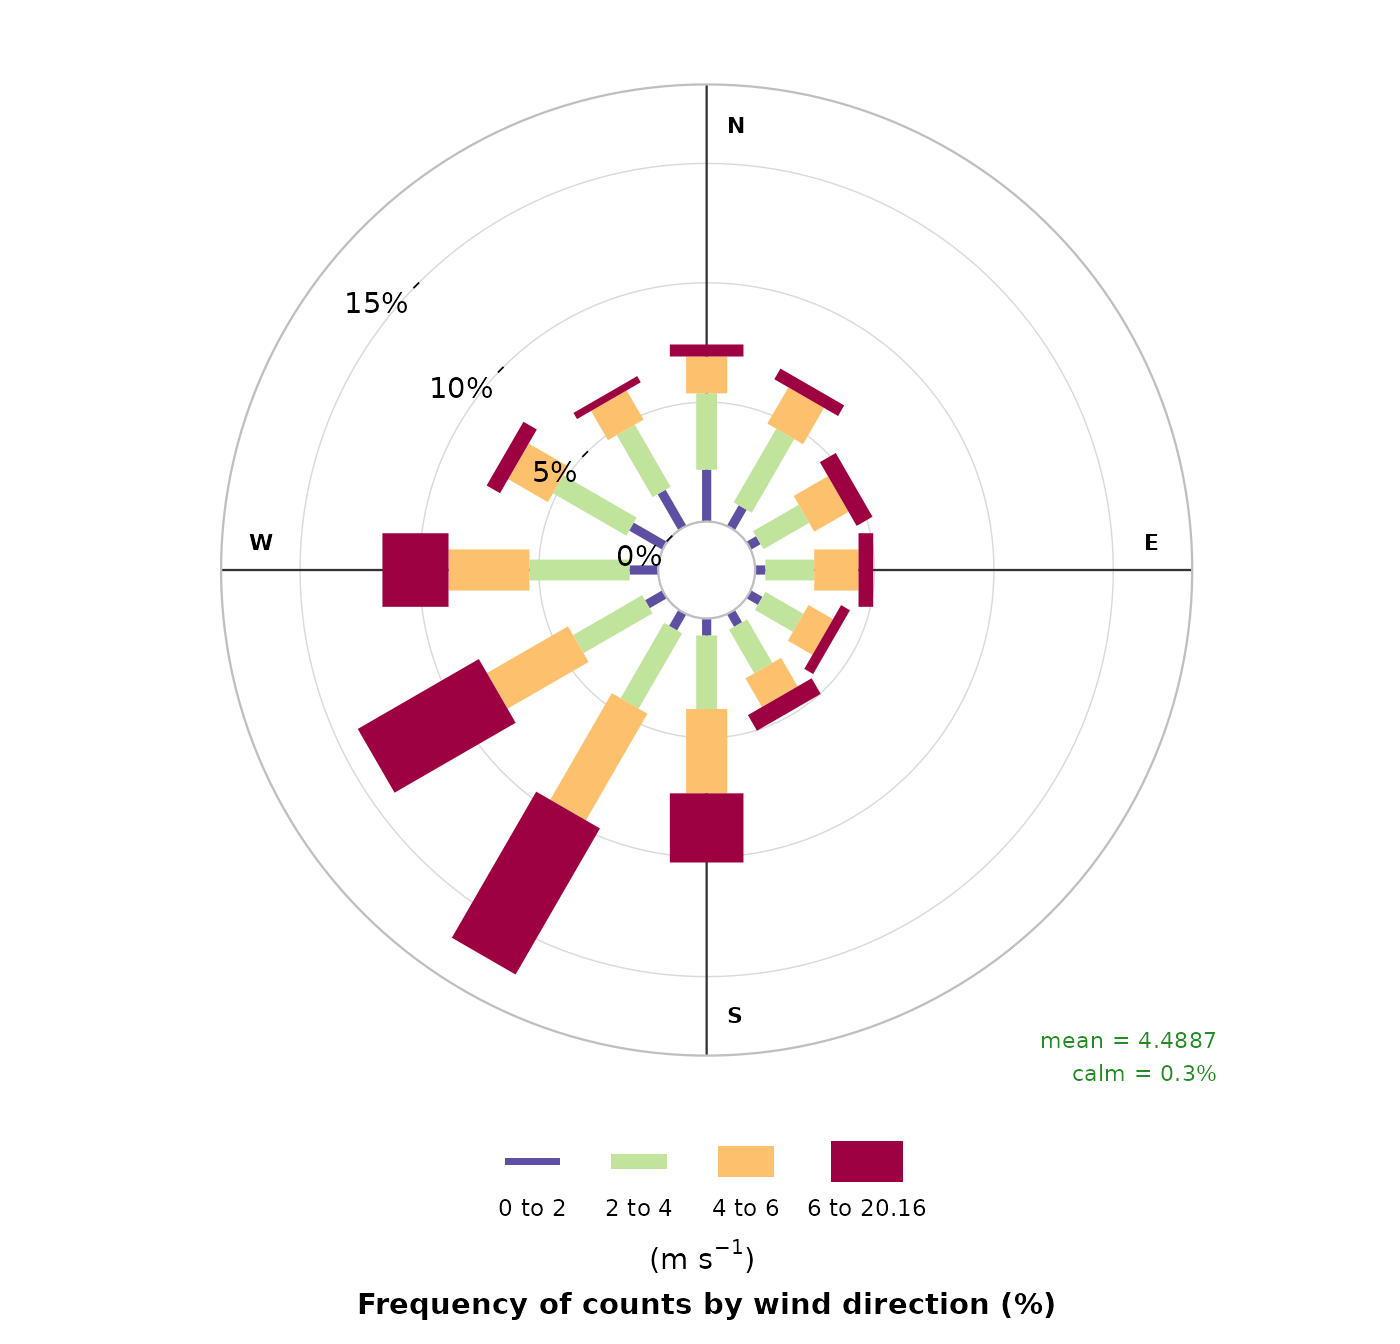 N
15%
10%
5%
W
E
0%
S
mean = 4.4887
calm = 0.3%
0 to 2 2 to 4 4 to 6 6 to 20.16
(m s⁻¹)
Frequency of counts by wind direction (%)